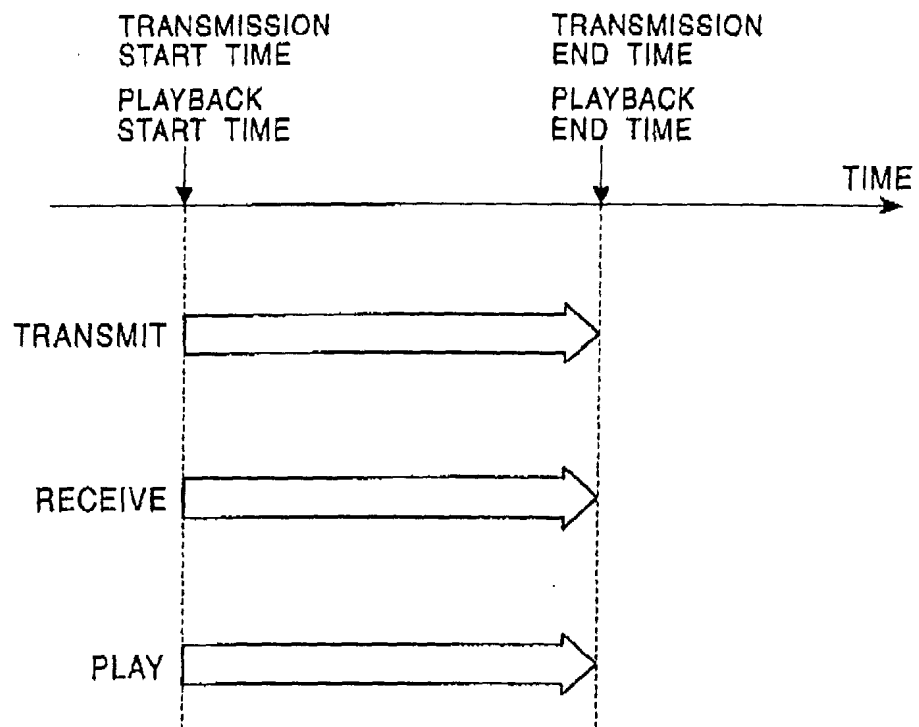 TRANSMISSION
START TIME
PLAYBACK
START TIME
TRANSMISSION
END TIME
PLAYBACK
END TIME
TIME
TRANSMIT
RECEIVE
PLAY